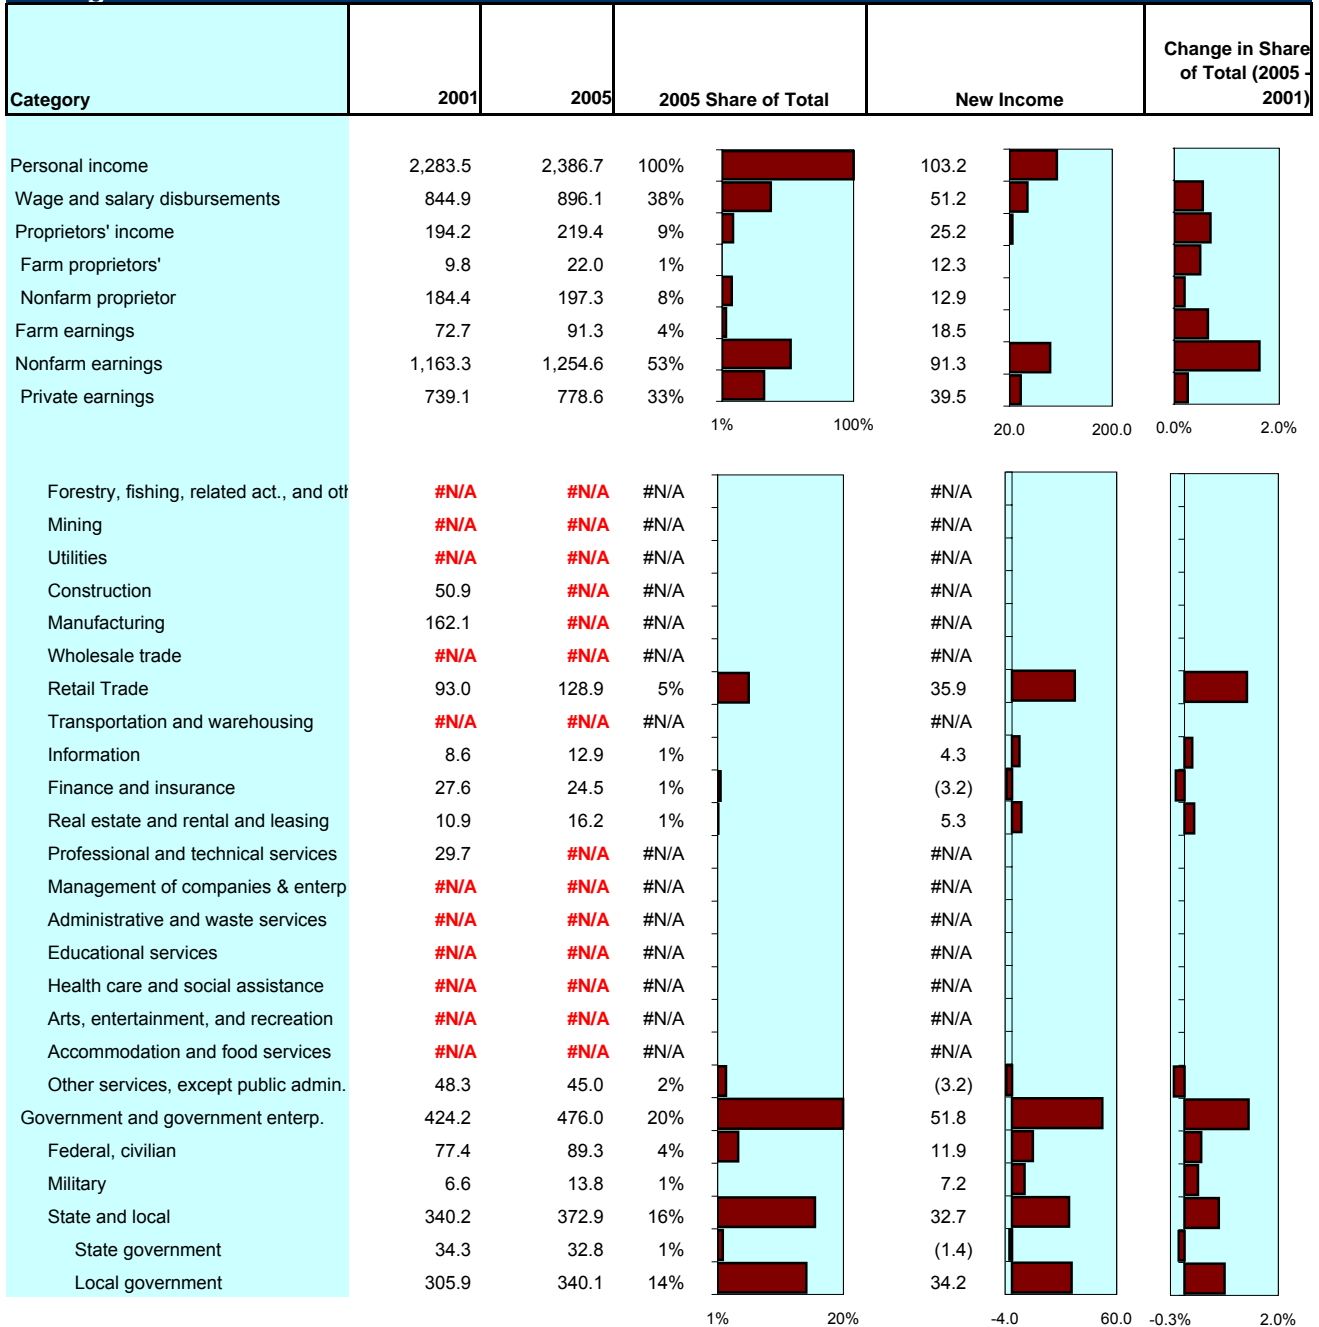 Category 2001 2005 2005 Share of Total New Income Change in Share of Total (2005 - 2001)
Personal income 2,283.5 2,386.7 100% 103.2
Wage and salary disbursements 844.9 896.1 38% 51.2
Proprietors' income 194.2 219.4 9% 25.2
Farm proprietors' 9.8 22.0 1% 12.3
Nonfarm proprietor 184.4 197.3 8% 12.9
Farm earnings 72.7 91.3 4% 18.5
Nonfarm earnings 1,163.3 1,254.6 53% 91.3
Private earnings 739.1 778.6 33% 39.5
1% 100% 20.0 200.0 0.0% 2.0%
Forestry, fishing, related act., and oth #N/A #N/A #N/A #N/A
Mining #N/A #N/A #N/A #N/A
Utilities #N/A #N/A #N/A #N/A
Construction 50.9 #N/A #N/A #N/A
Manufacturing 162.1 #N/A #N/A #N/A
Wholesale trade #N/A #N/A #N/A #N/A
Retail Trade 93.0 128.9 5% 35.9
Transportation and warehousing #N/A #N/A #N/A #N/A
Information 8.6 12.9 1% 4.3
Finance and insurance 27.6 24.5 1% (3.2)
Real estate and rental and leasing 10.9 16.2 1% 5.3
Professional and technical services 29.7 #N/A #N/A #N/A
Management of companies & enterp #N/A #N/A #N/A #N/A
Administrative and waste services #N/A #N/A #N/A #N/A
Educational services #N/A #N/A #N/A #N/A
Health care and social assistance #N/A #N/A #N/A #N/A
Arts, entertainment, and recreation #N/A #N/A #N/A #N/A
Accommodation and food services #N/A #N/A #N/A #N/A
Other services, except public admin. 48.3 45.0 2% (3.2)
Government and government enterp. 424.2 476.0 20% 51.8
Federal, civilian 77.4 89.3 4% 11.9
Military 6.6 13.8 1% 7.2
State and local 340.2 372.9 16% 32.7
State government 34.3 32.8 1% (1.4)
Local government 305.9 340.1 14% 34.2
1% 20% -4.0 60.0 -0.3% 2.0%